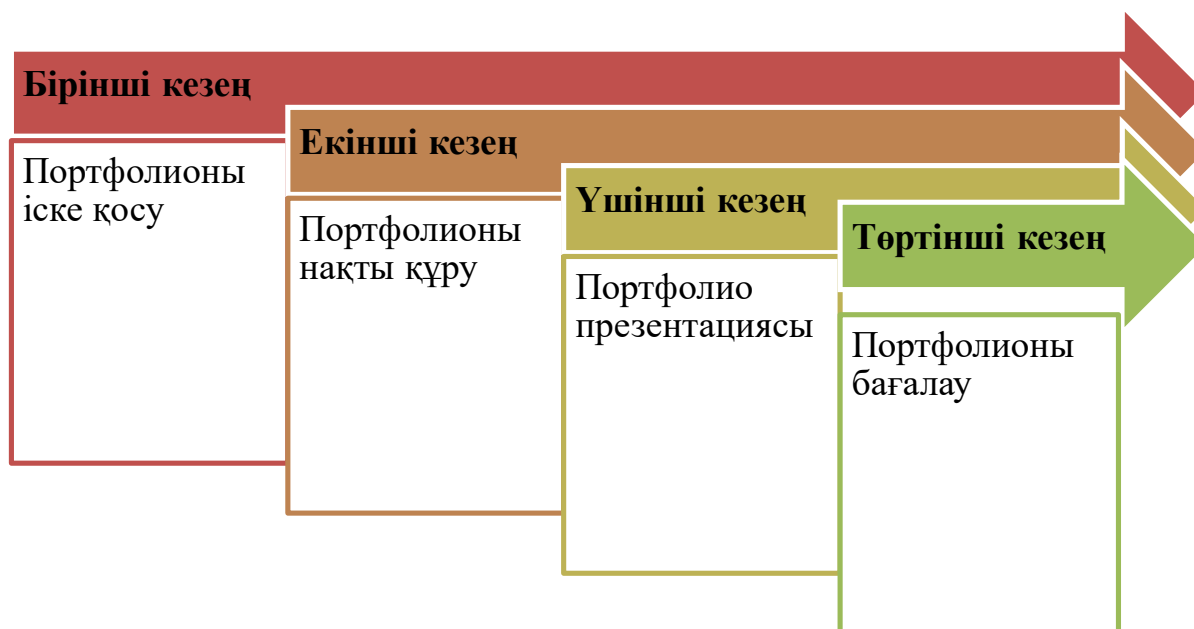 Бірінші кезең
Портфолионы
іске қосу
Екінші кезең
Портфолионы
нақты құру
Үшінші кезең
Портфолио
презентациясы
Төртінші кезең
Портфолионы
бағалау